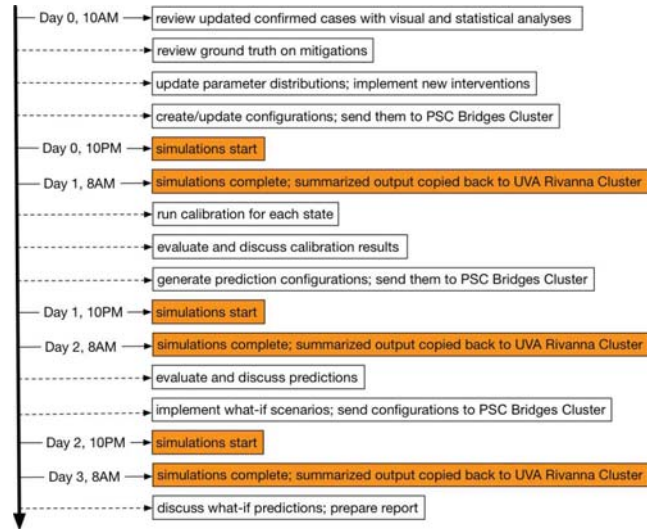 Day 0, 10AM review updated confirmed cases with visual and statistical analyses
review ground truth on mitigations
update parameter distributions; implement new interventions
create/update configurations; send them to PSC Bridges Cluster
Day 0, 10PM simulations start
Day 1, 8AM simulations complete; summarized output copied back to UVA Rivanna Cluster
run calibration for each state
evaluate and discuss calibration results
generate prediction configurations; send them to PSC Bridges Cluster
Day 1, 10PM simulations start
Day 2, 8AM simulations complete; summarized output copied back to UVA Rivanna Cluster
evaluate and discuss predictions
implement what-if scenarios; send configurations to PSC Bridges Cluster
Day 2, 10PM simulations start
Day 3, 8AM simulations complete; summarized output copied back to UVA Rivanna Cluster
discuss what-if predictions; prepare report